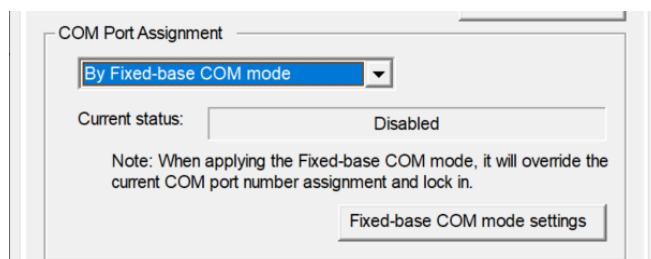 COM Port Assignment
By Fixed-base COM mode
Current status: Disabled
Note: When applying the Fixed-base COM mode, it will override the
current COM port number assignment and lock in.
Fixed-base COM mode settings